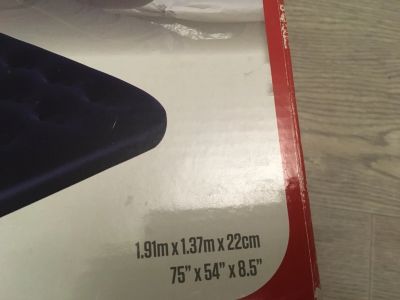 1.91m x 1.37m x 22cm
75” x 54” x 8.5”